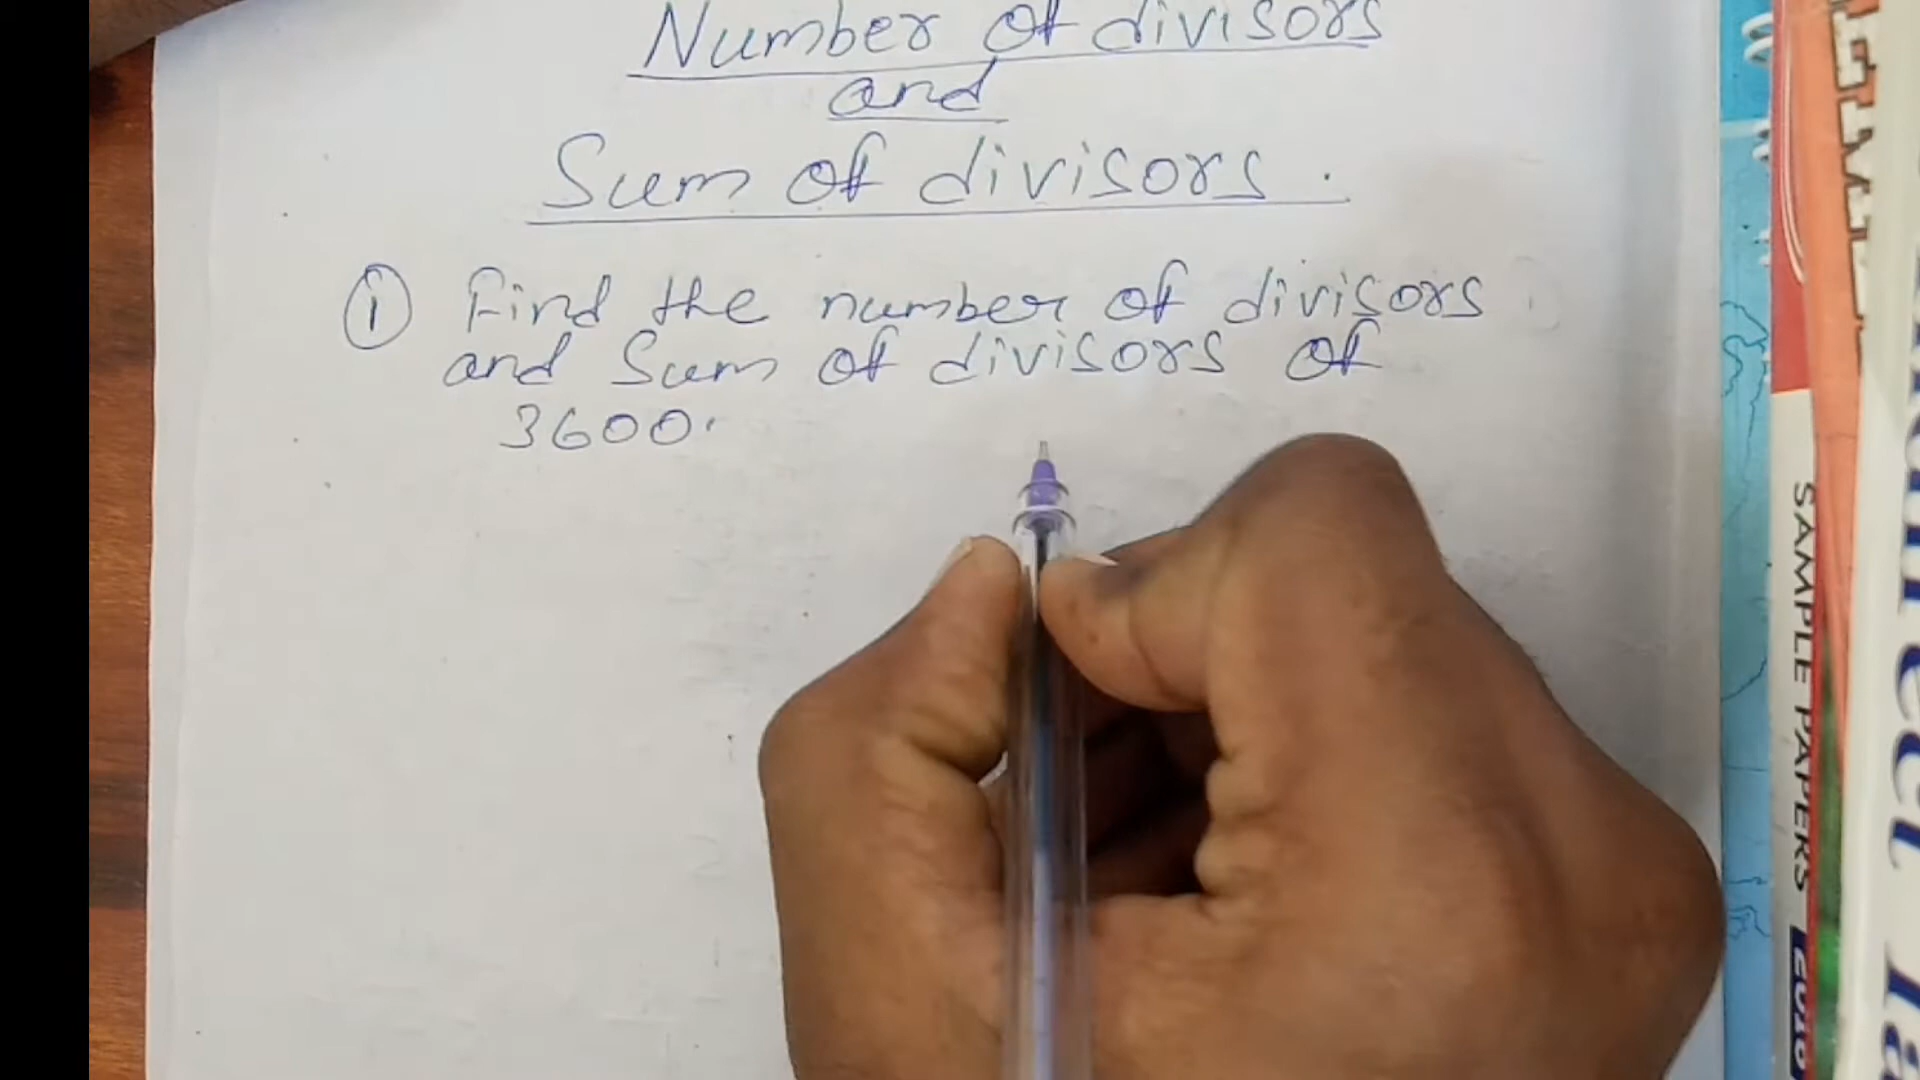 Number of divisors
and
Sum of divisors.
① Find the number of divisors
and Sum of divisors of
3600.
SAMPLE PAPERS